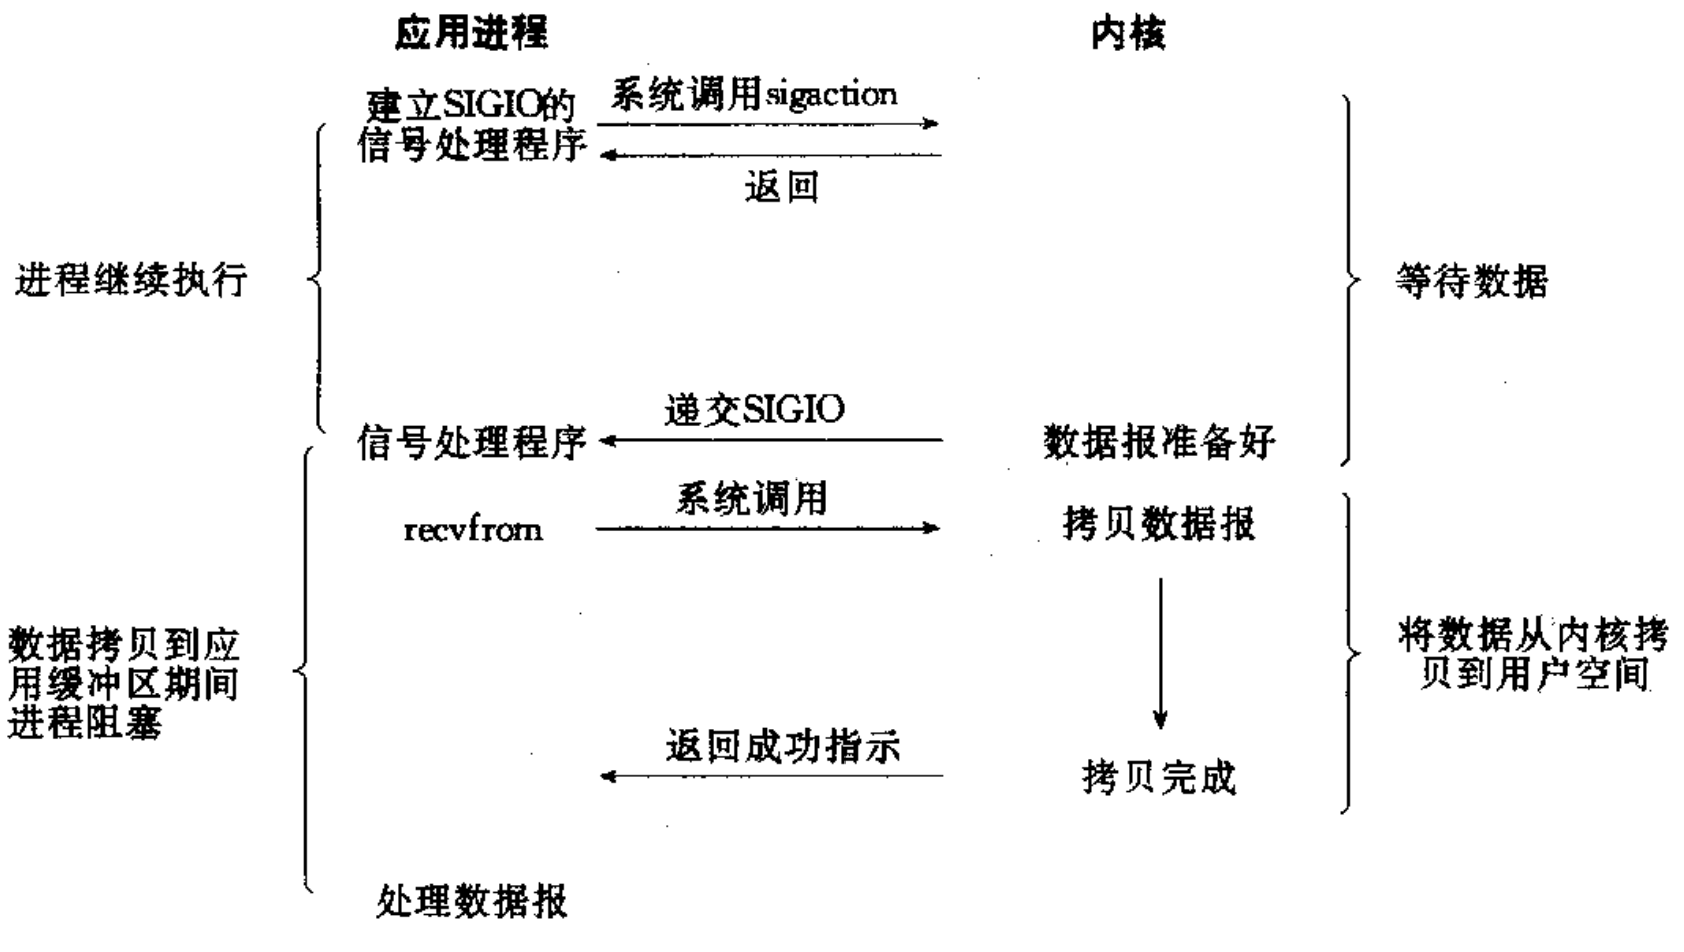 应用进程
内核
建立SIGIO的
信号处理程序
系统调用sigaction
返回
进程继续执行
等待数据
递交SIGIO
信号处理程序
数据报准备好
系统调用
recvfrom
拷贝数据报
数据拷贝到应
用缓冲区期间
进程阻塞
将数据从内核拷
贝到用户空间
返回成功指示
拷贝完成
处理数据报